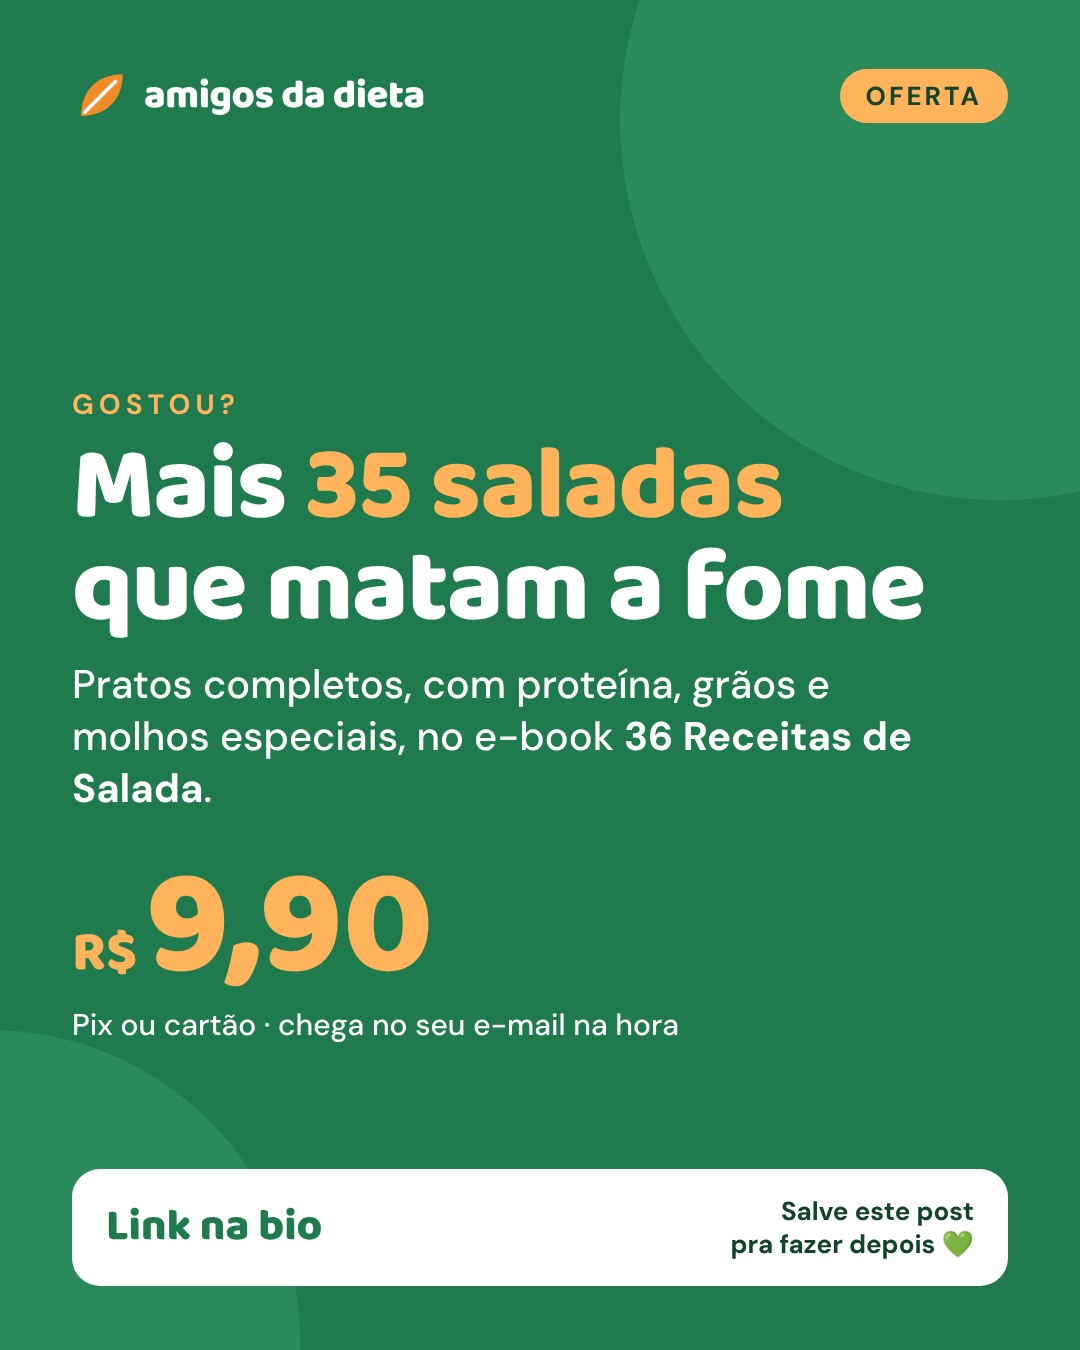 amigos da dieta
OFERTA
GOSTOU?
Mais 35 saladas
que matam a fome
Pratos completos, com proteína, grãos e
molhos especiais, no e-book 36 Receitas de
Salada.
R$ 9,90
Pix ou cartão · chega no seu e-mail na hora
Link na bio
Salve este post
pra fazer depois 💚